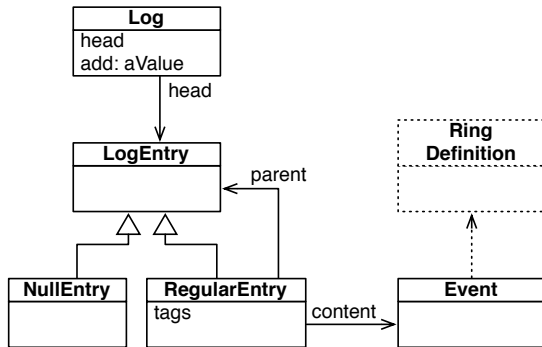 Log
head
add: aValue
head
LogEntry
parent
Ring
Definition
NullEntry
RegularEntry
tags
content
Event